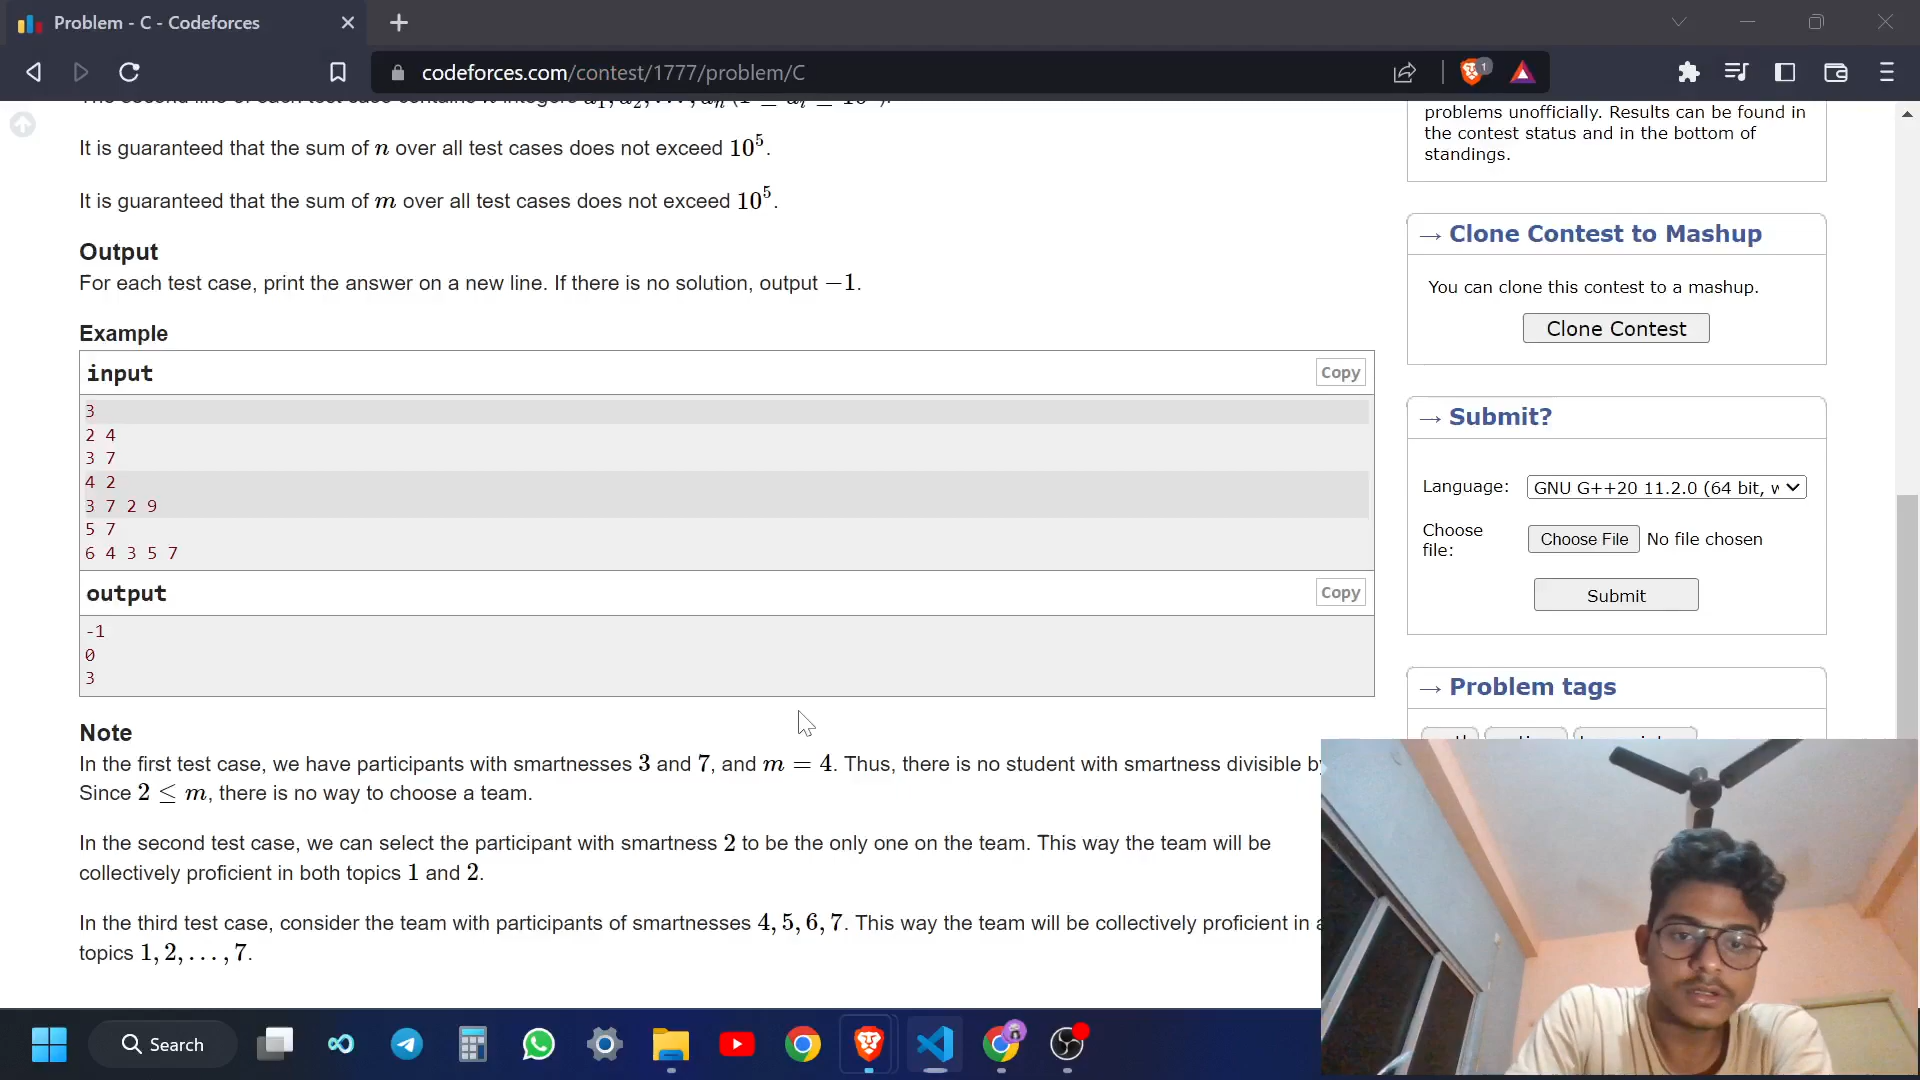 Problem - C - Codeforces
codeforces.com/contest/1777/problem/C
1
It is guaranteed that the sum of n over all test cases does not exceed 10^5.
It is guaranteed that the sum of m over all test cases does not exceed 10^5.
Output
For each test case, print the answer on a new line. If there is no solution, output −1.
Example
input
Copy
3
2 4
3 7
4 2
3 7 2 9
5 7
6 4 3 5 7
output
Copy
-1
0
3
Note
In the first test case, we have participants with smartnesses 3 and 7, and m = 4. Thus, there is no student with smartness divisible
Since 2 ≤ m, there is no way to choose a team.
In the second test case, we can select the participant with smartness 2 to be the only one on the team. This way the team will be
collectively proficient in both topics 1 and 2.
In the third test case, consider the team with participants of smartnesses 4, 5, 6, 7. This way the team will be collectively proficient in
topics 1, 2, …, 7.
problems unofficially. Results can be found in
the contest status and in the bottom of
standings.
→ Clone Contest to Mashup
You can clone this contest to a mashup.
Clone Contest
→ Submit?
Language:
GNU G++20 11.2.0 (64 bit, v
Choose
file:
Choose File No file chosen
Submit
→ Problem tags
Search